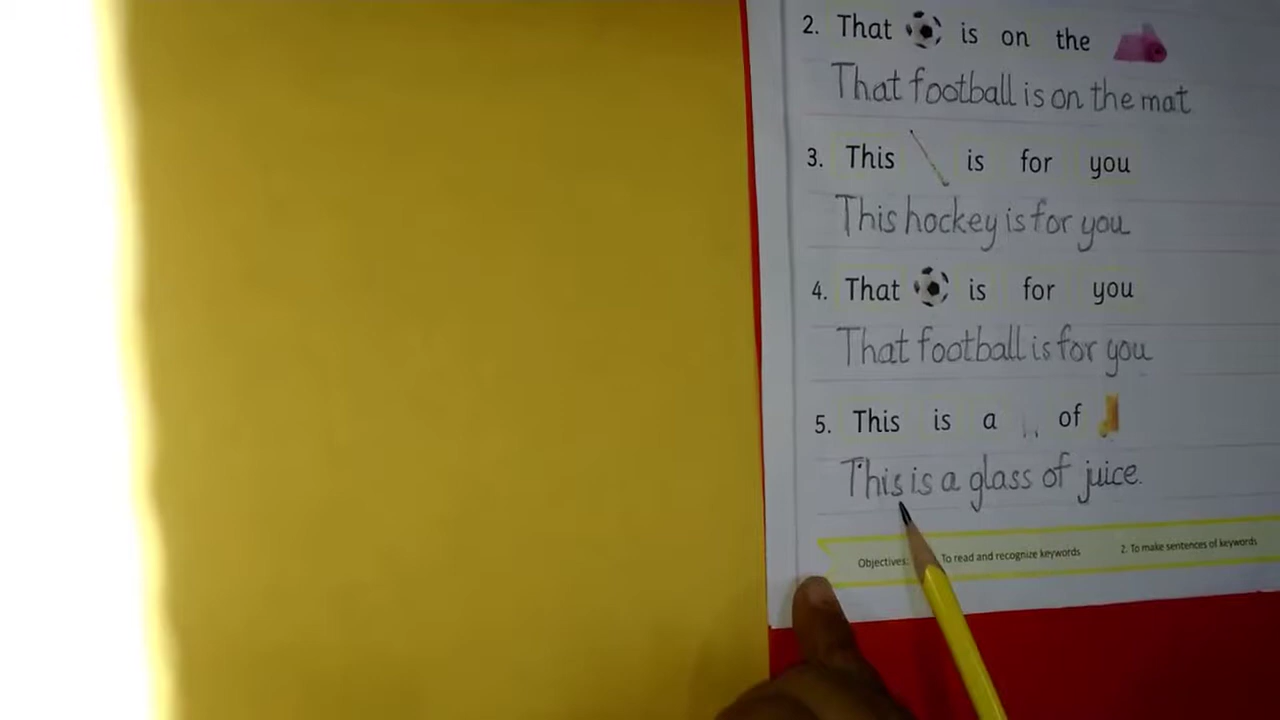 2. That is on the
That football is on the mat
3. This is for you
This hockey is for you
4. That is for you
That football is for you
5. This is a of
This is a glass of juice.
Objectives: To read and recognize keywords 2. To make sentences of keywords